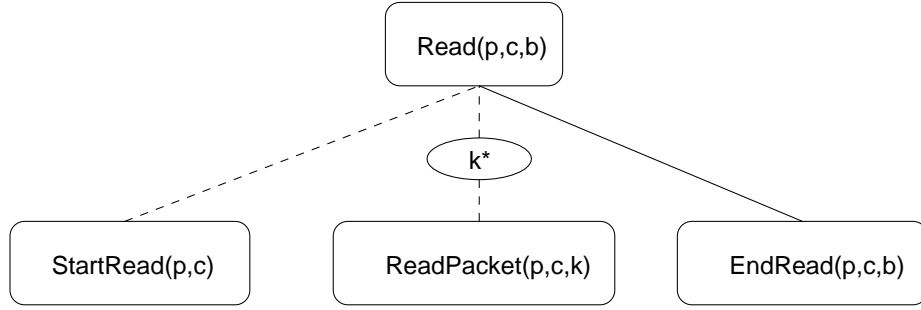 Read(p,c,b)
k*
StartRead(p,c)
ReadPacket(p,c,k)
EndRead(p,c,b)